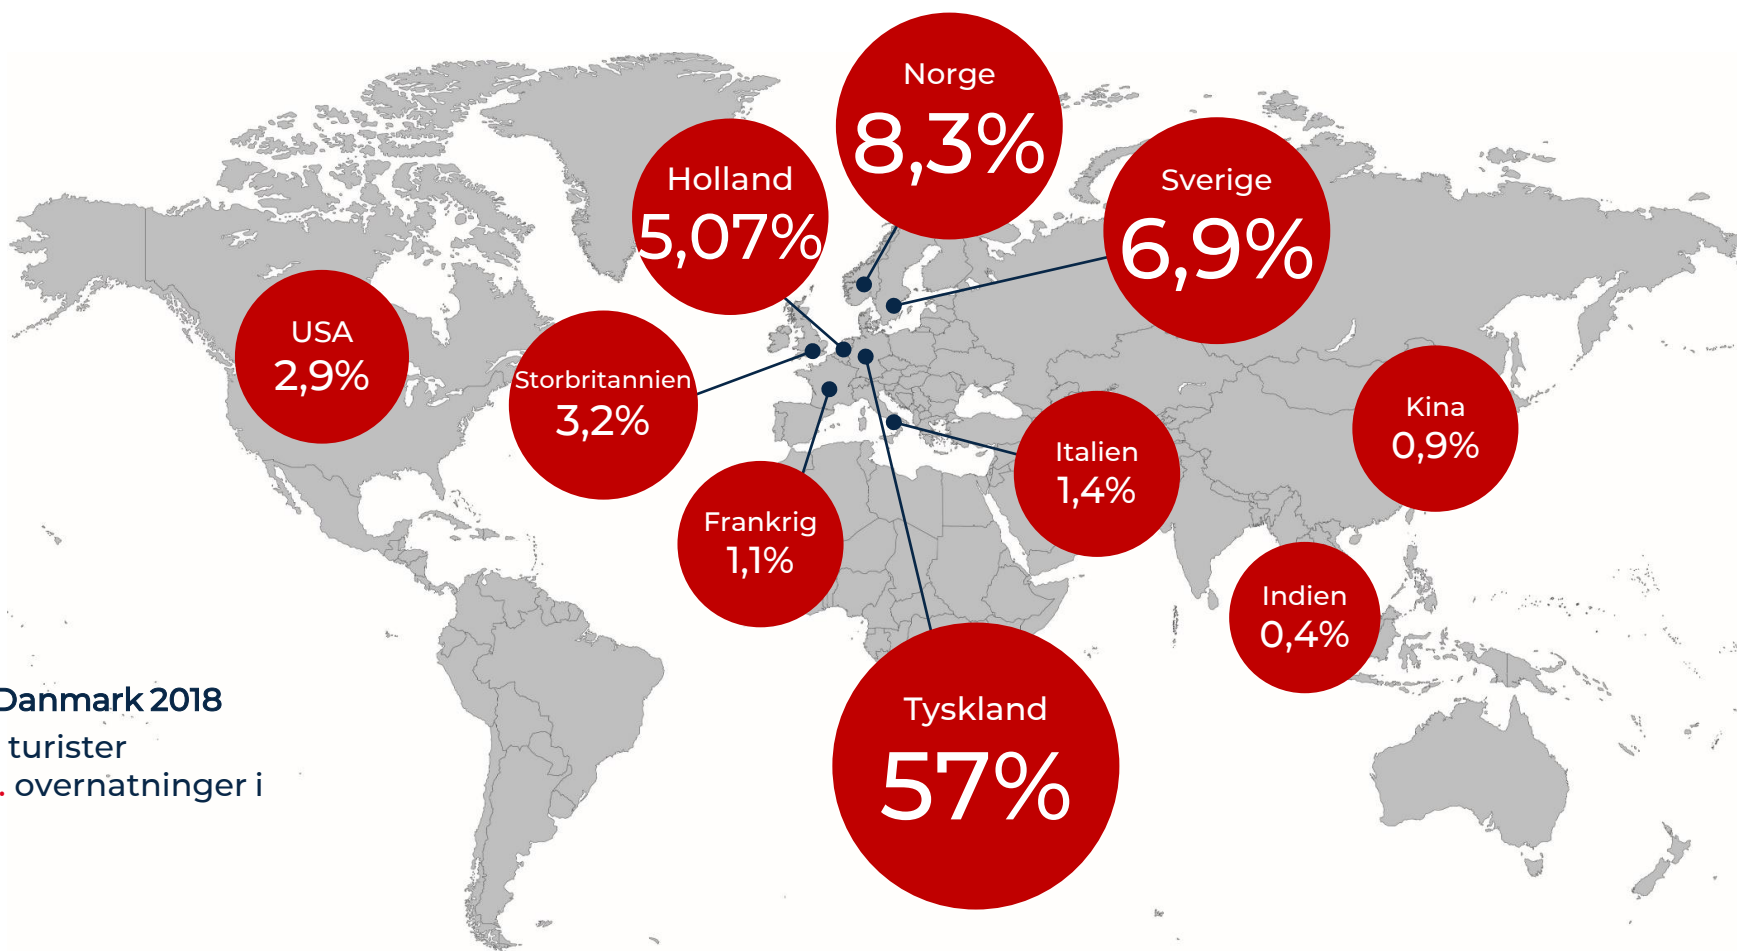 Norge
8,3%
Holland
5,07%
Sverige
6,9%
USA
2,9%
Storbritannien
3,2%
Kina
0,9%
Italien
1,4%
Frankrig
1,1%
Indien
0,4%
Tyskland
57%
Danmark 2018
turister
. overnatninger i